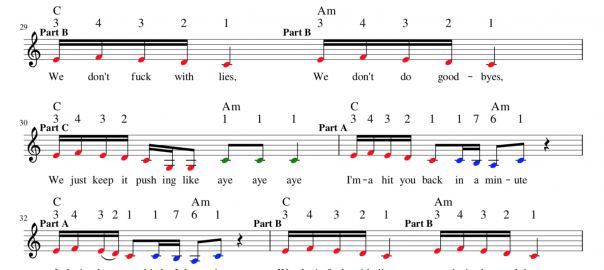 C Am
3 4 3 2 1 3 4 3 2 1
29 Part B Part B
We don't fuck with lies, We don't do good - byes,
C Am C Am
3 4 3 2 1 1 1 3 4 3 2 1 1 7 6 1
30 Part C Part A
We just keep it push ing like aye aye aye I'm-a hit you back in a min-ute
C Am C Am
32 Part A Part B Part B
3 4 3 2 1 1 7 6 1 3 4 3 2 1 3 4 3 2 1